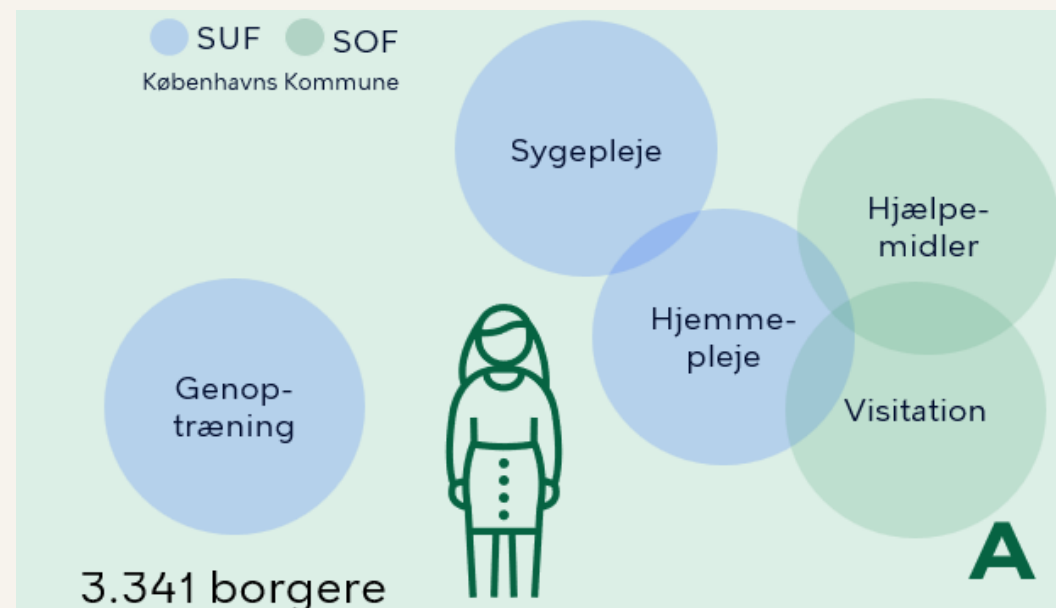 SUF SOF
Københavns Kommune
Sygepleje
Hjælpe-
midler
Hjemme-
pleje
Genop-
træning
Visitation
A
3.341 borgere